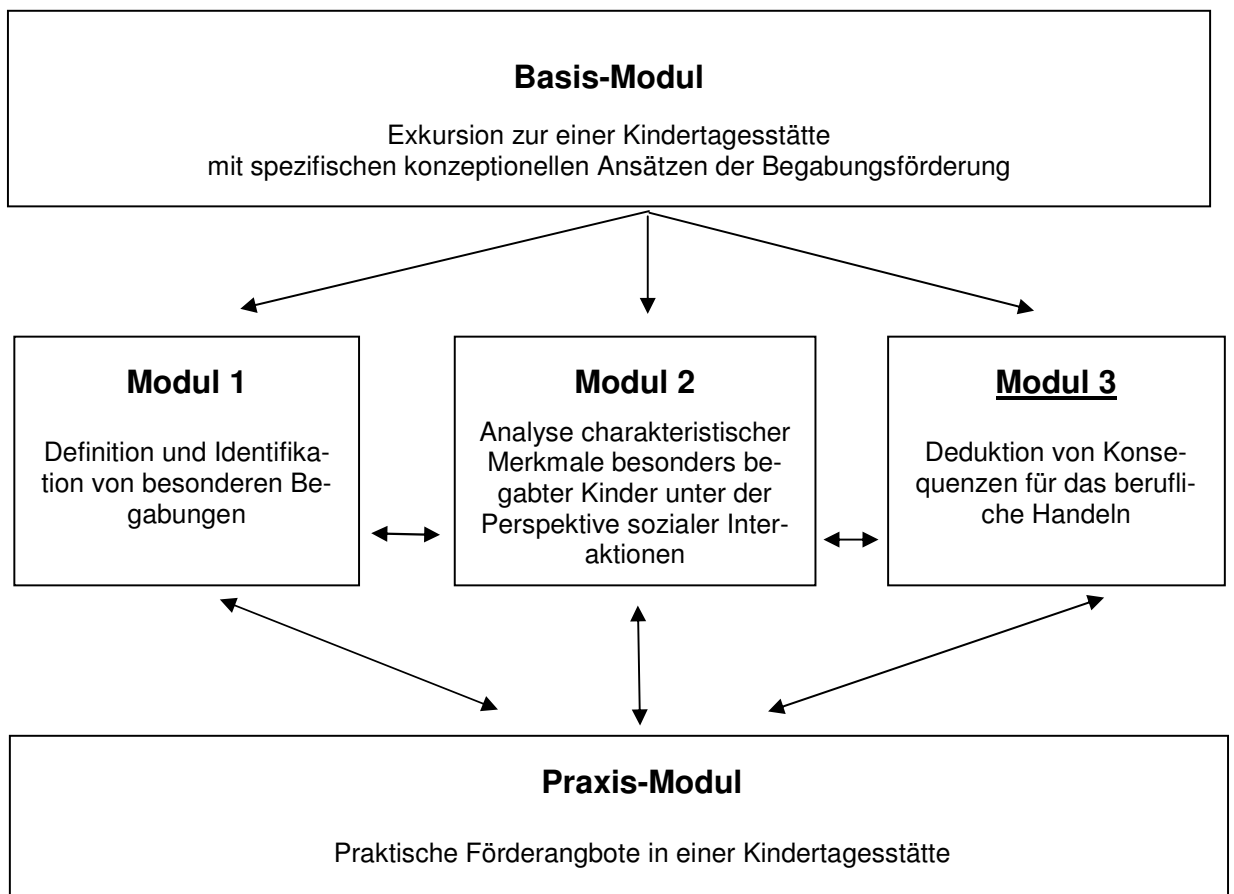 Basis-Modul
Exkursion zur einer Kindertagesstätte
mit spezifischen konzeptionellen Ansätzen der Begabungsförderung
Modul 1
Definition und Identifika-
tion von besonderen Be-
gabungen
Modul 2
Analyse charakteristischer
Merkmale besonders be-
gabter Kinder unter der
Perspektive sozialer Inter-
aktionen
Modul 3
Deduktion von Konse-
quenzen für das berufli-
che Handeln
Praxis-Modul
Praktische Förderangbote in einer Kindertagesstätte